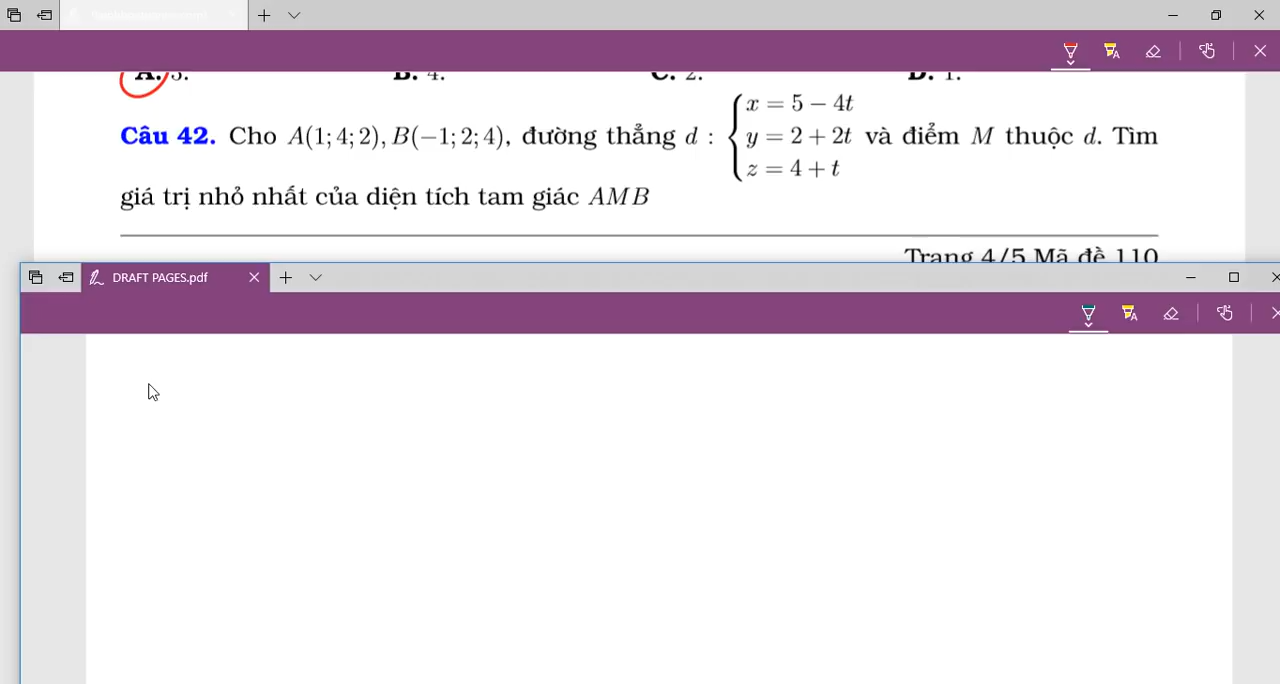 A. 3. B. 4. C. 2. D. 1.
Câu 42. Cho A(1; 4; 2), B(−1; 2; 4), đường thẳng d : { x = 5 − 4t
y = 2 + 2t
z = 4 + t và điểm M thuộc d. Tìm
giá trị nhỏ nhất của diện tích tam giác AMB
Trang 4/5 Mã đề 110
DRAFT PAGES.pdf